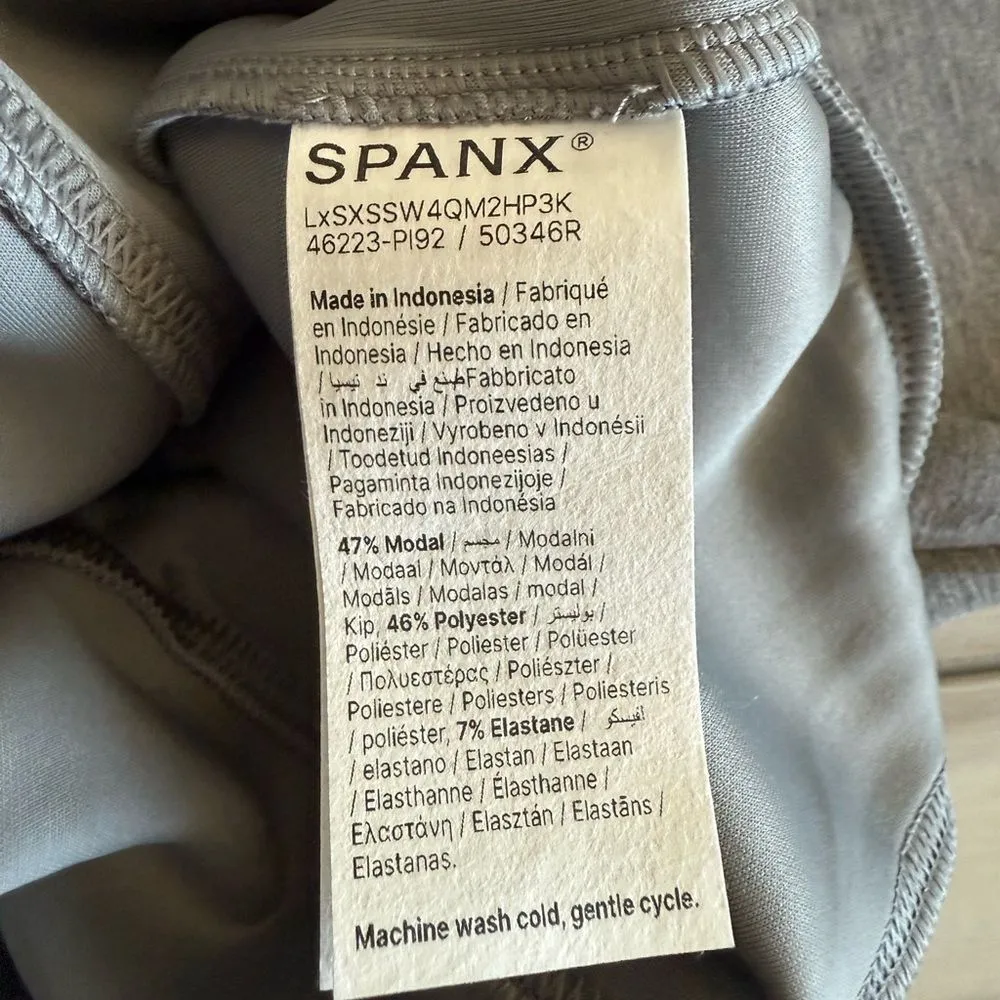 SPANX®
LxSXSSW4QM2HP3K
46223-PI92 / 50346R
Made in Indonesia / Fabriqué
en Indonésie / Fabricado en
Indonesia / Hecho en Indonesia
/ Fabbricato
in Indonesia / Proizvedeno u
Indoneziji / Vyrobeno v Indonésii
/ Toodetud Indoneesias /
Pagaminta Indonezijoje /
Fabricado na Indonésia
47% Modal / مجسم / Modalni
/ Modaal / Μοντάλ / Modál /
Modāls / Modalas / modal /
Kip, 46% Polyester / بوليستر /
Poliéster / Poliester / Polüester
/ Πολυεστέρας / Poliészter /
Poliestere / Poliesters / Poliesteris
/ poliéster, 7% Elastane /
/ elastano / Elastan / Elastaan
/ Elasthanne / Élasthanne /
Ελαστάνη / Elasztán / Elastāns /
Elastanas.
Machine wash cold, gentle cycle.